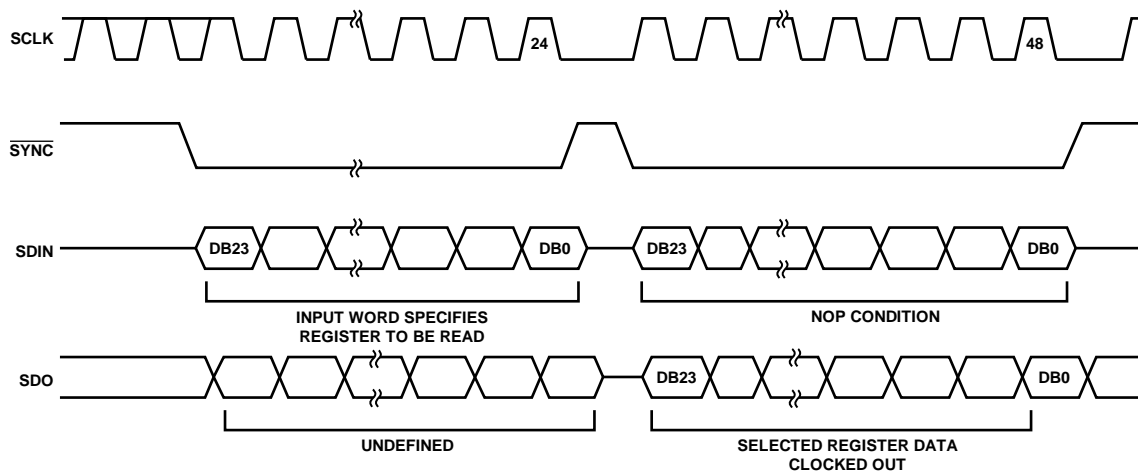 SCLK
24
48
SYNC
SDIN
DB23
DB0
DB23
DB0
INPUT WORD SPECIFIES
REGISTER TO BE READ
NOP CONDITION
SDO
DB23
DB0
UNDEFINED
SELECTED REGISTER DATA
CLOCKED OUT